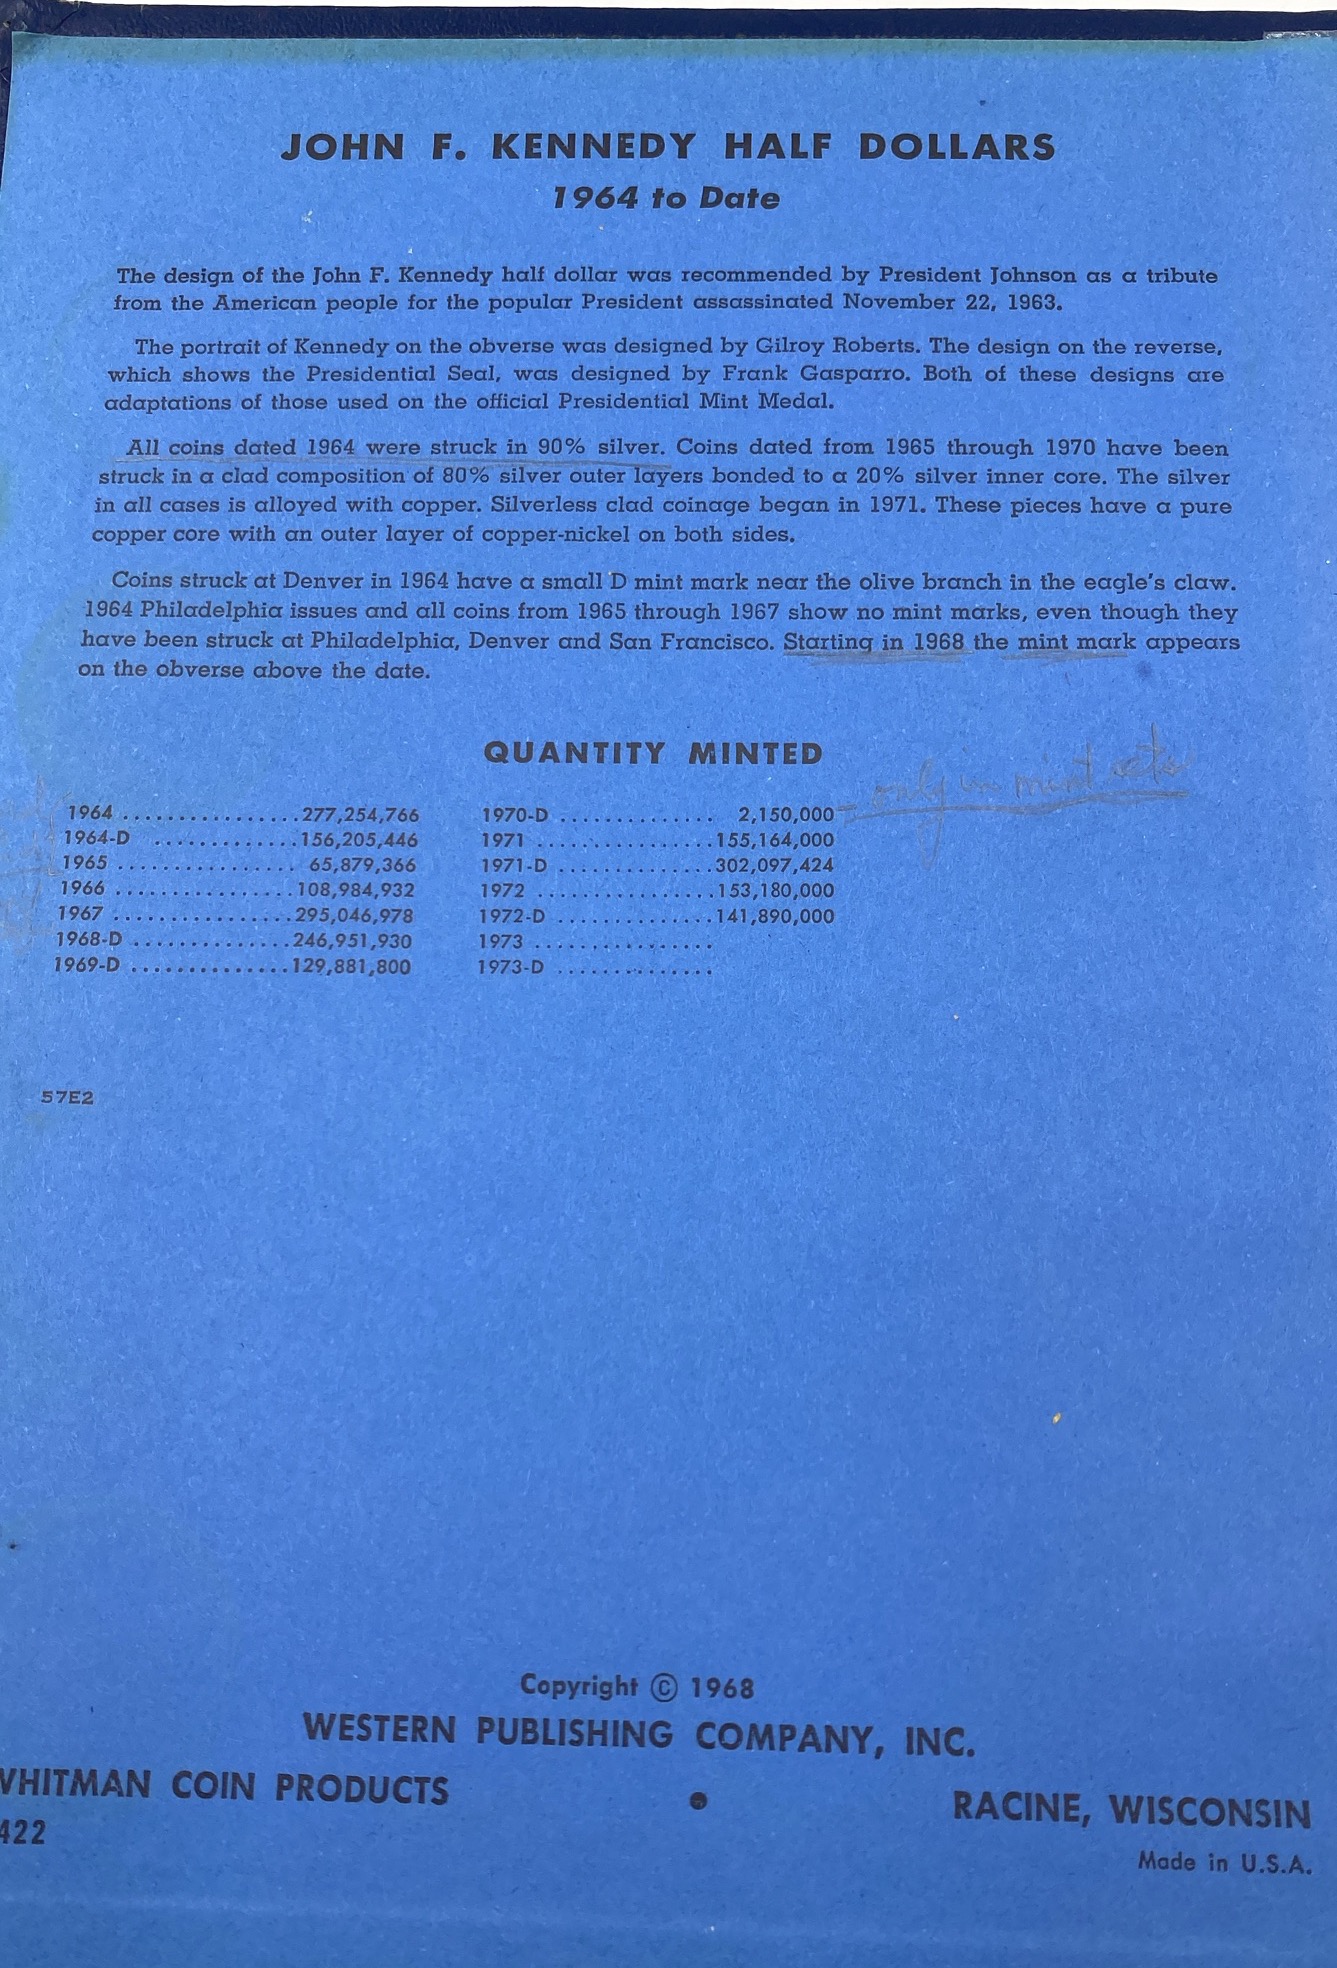 JOHN F. KENNEDY HALF DOLLARS
1964 to Date
The design of the John F. Kennedy half dollar was recommended by President Johnson as a tribute
from the American people for the popular President assassinated November 22, 1963.
The portrait of Kennedy on the obverse was designed by Gilroy Roberts. The design on the reverse,
which shows the Presidential Seal, was designed by Frank Gasparro. Both of these designs are
adaptations of those used on the official Presidential Mint Medal.
All coins dated 1964 were struck in 90% silver. Coins dated from 1965 through 1970 have been
struck in a clad composition of 80% silver outer layers bonded to a 20% silver inner core. The silver
in all cases is alloyed with copper. Silverless clad coinage began in 1971. These pieces have a pure
copper core with an outer layer of copper-nickel on both sides.
Coins struck at Denver in 1964 have a small D mint mark near the olive branch in the eagle's claw.
1964 Philadelphia issues and all coins from 1965 through 1967 show no mint marks, even though they
have been struck at Philadelphia, Denver and San Francisco. Starting in 1968 the mint mark appears
on the obverse above the date.
QUANTITY MINTED
1964 ................277,254,766
1964-D .............156,205,446
1965 ................ 65,879,366
1966 ................108,984,932
1967 ................295,046,978
1968-D ..............246,951,930
1969-D ..............129,881,800
1970-D .............. 2,150,000 - only in mint sets
1971 ................155,164,000
1971-D ..............302,097,424
1972 ................153,180,000
1972-D ..............141,890,000
1973 ................
1973-D ..............
57E2
Copyright © 1968
WESTERN PUBLISHING COMPANY, INC.
WHITMAN COIN PRODUCTS • RACINE, WISCONSIN
422
Made in U.S.A.